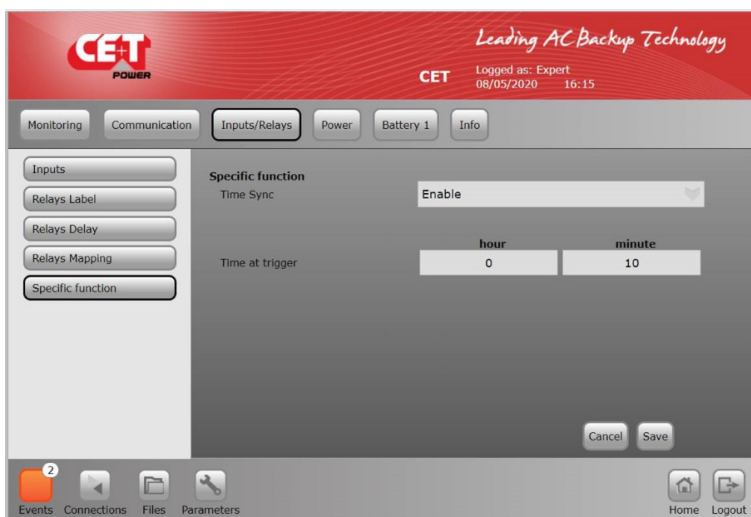 CE+T
POWER
Leading AC Backup Technology
CET
Logged as: Expert
08/05/2020 16:15
Monitoring
Communication
Inputs/Relays
Power
Battery 1
Info
Inputs
Relays Label
Relays Delay
Relays Mapping
Specific function
Specific function
Time Sync
Enable
hour
minute
Time at trigger
0
10
Cancel
Save
2
Events
Connections
Files
Parameters
Home
Logout